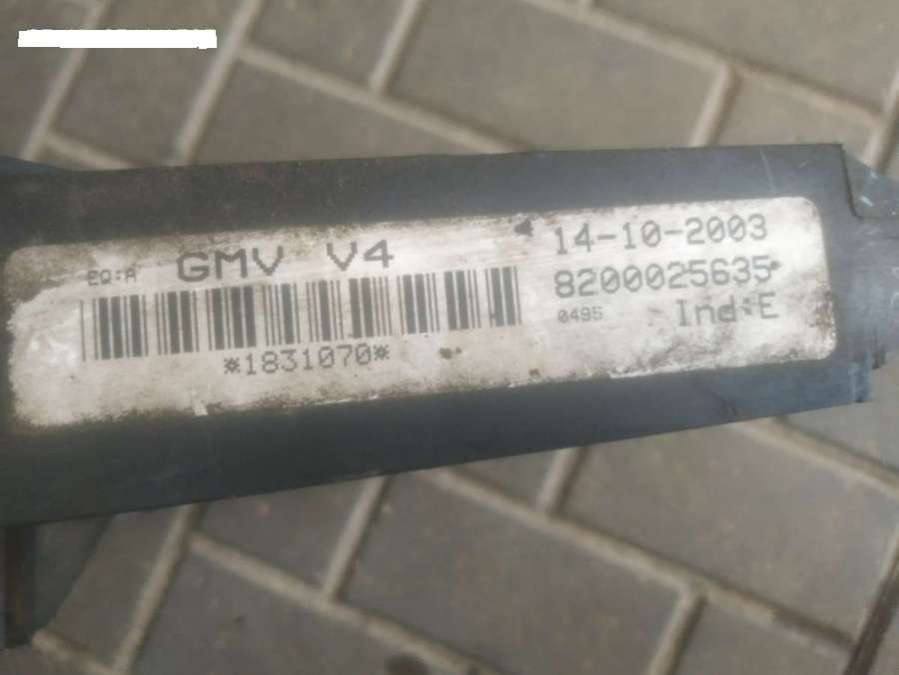 EQ:A GMV V4
*1831070*
14-10-2003
8200025635
0495 Ind:E